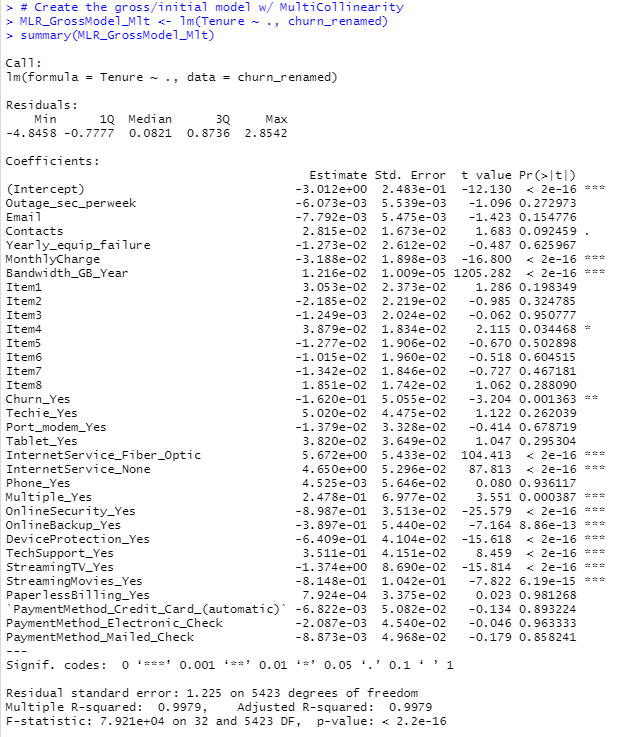 > # Create the gross/initial model w/ MultiCollinearity
> MLR_GrossModel_Mlt <- lm(Tenure ~ ., data = churn_renamed)
> summary(MLR_GrossModel_Mlt)
Call:
lm(formula = Tenure ~ ., data = churn_renamed)
Residuals:
Min 1Q Median 3Q Max
-4.8458 -0.7777 0.0821 0.8736 2.8542
Coefficients:
Estimate Std. Error t value Pr(>|t|)
(Intercept) -3.012e+00 2.483e-01 -12.130 < 2e-16 ***
Outage_sec_perweek -6.073e-03 5.539e-03 -1.096 0.272973
Email -7.792e-03 5.475e-03 -1.423 0.154776
Contacts 2.815e-02 1.673e-02 1.683 0.092459 .
Yearly_equip_failure -1.273e-02 2.612e-02 -0.487 0.625967
MonthlyCharge -3.188e-02 1.898e-03 -16.800 < 2e-16 ***
Bandwidth_GB_Year 1.216e-02 1.009e-05 1205.282 < 2e-16 ***
Item1 3.053e-02 2.373e-02 1.286 0.198349
Item2 -2.185e-02 2.219e-02 -0.985 0.324785
Item3 -1.249e-03 2.024e-02 -0.062 0.950777
Item4 3.879e-02 1.834e-02 2.115 0.034468 *
Item5 -1.277e-02 1.906e-02 -0.670 0.502898
Item6 -1.015e-02 1.960e-02 -0.518 0.604515
Item7 -1.342e-02 1.846e-02 -0.727 0.467181
Item8 1.851e-02 1.742e-02 1.062 0.288090
Churn_Yes -1.620e-01 5.055e-02 -3.204 0.001363 **
Techie_Yes 5.020e-02 4.475e-02 1.122 0.262039
Port_modem_Yes -1.379e-02 3.328e-02 -0.414 0.678719
Tablet_Yes 3.820e-02 3.649e-02 1.047 0.295304
InternetService_Fiber_Optic 5.672e+00 5.433e-02 104.413 < 2e-16 ***
InternetService_None 4.650e+00 5.296e-02 87.813 < 2e-16 ***
Phone_Yes 4.525e-03 5.646e-02 0.080 0.936117
Multiple_Yes 2.478e-01 6.977e-02 3.551 0.000387 ***
OnlineSecurity_Yes -8.987e-01 3.513e-02 -25.579 < 2e-16 ***
OnlineBackup_Yes -3.897e-01 5.440e-02 -7.164 8.86e-13 ***
DeviceProtection_Yes -6.409e-01 4.104e-02 -15.618 < 2e-16 ***
TechSupport_Yes 3.511e-01 4.151e-02 8.459 < 2e-16 ***
StreamingTV_Yes -1.374e+00 8.690e-02 -15.814 < 2e-16 ***
StreamingMovies_Yes -8.148e-01 1.042e-01 -7.822 6.19e-15 ***
PaperlessBilling_Yes 7.924e-04 3.375e-02 0.023 0.981268
`PaymentMethod_Credit_Card_(automatic)` -6.822e-03 5.082e-02 -0.134 0.893224
PaymentMethod_Electronic_Check -2.087e-03 4.540e-02 -0.046 0.963333
PaymentMethod_Mailed_Check -8.873e-03 4.968e-02 -0.179 0.858241
---
Signif. codes: 0 ‘***’ 0.001 ‘**’ 0.01 ‘*’ 0.05 ‘.’ 0.1 ‘ ’ 1
Residual standard error: 1.225 on 5423 degrees of freedom
Multiple R-squared: 0.9979, Adjusted R-squared: 0.9979
F-statistic: 7.921e+04 on 32 and 5423 DF, p-value: < 2.2e-16